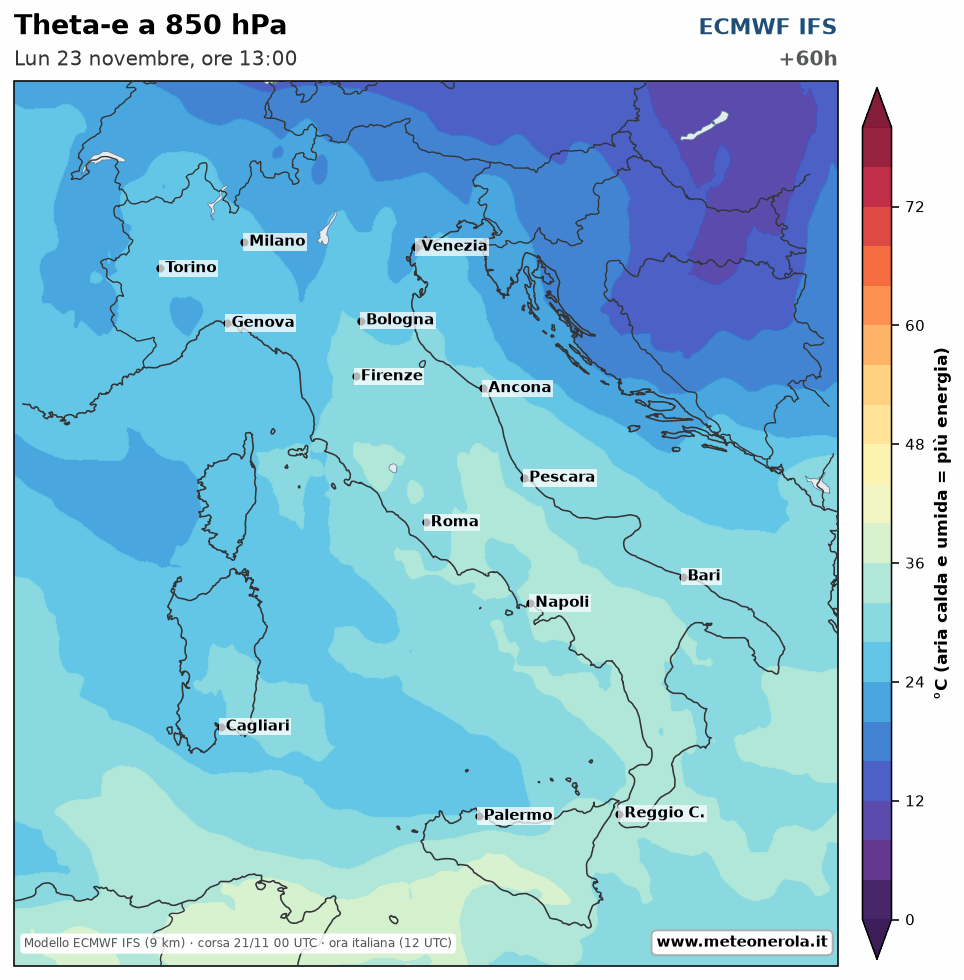 Theta-e a 850 hPa
ECMWF IFS
Lun 23 novembre, ore 13:00
+60h
Milano
Venezia
Torino
Genova
Bologna
Firenze
Ancona
Pescara
Roma
Bari
Napoli
Cagliari
Palermo
Reggio C.
72
60
48
36
24
12
0
°C (aria calda e umida = più energia)
Modello ECMWF IFS (9 km) · corsa 21/11 00 UTC · ora italiana (12 UTC)
www.meteonerola.it